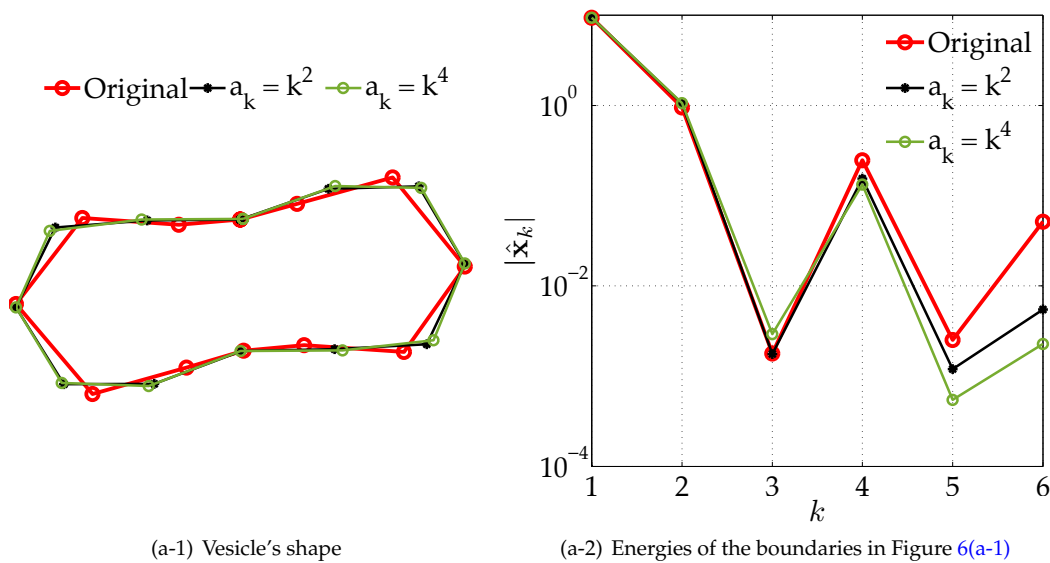 Original a_k = k^2 a_k = k^4
(a-1) Vesicle's shape
Original
a_k = k^2
a_k = k^4
|x̂_k|
10^0
10^-2
10^-4
1 2 3 4 5 6
k
(a-2) Energies of the boundaries in Figure 6(a-1)